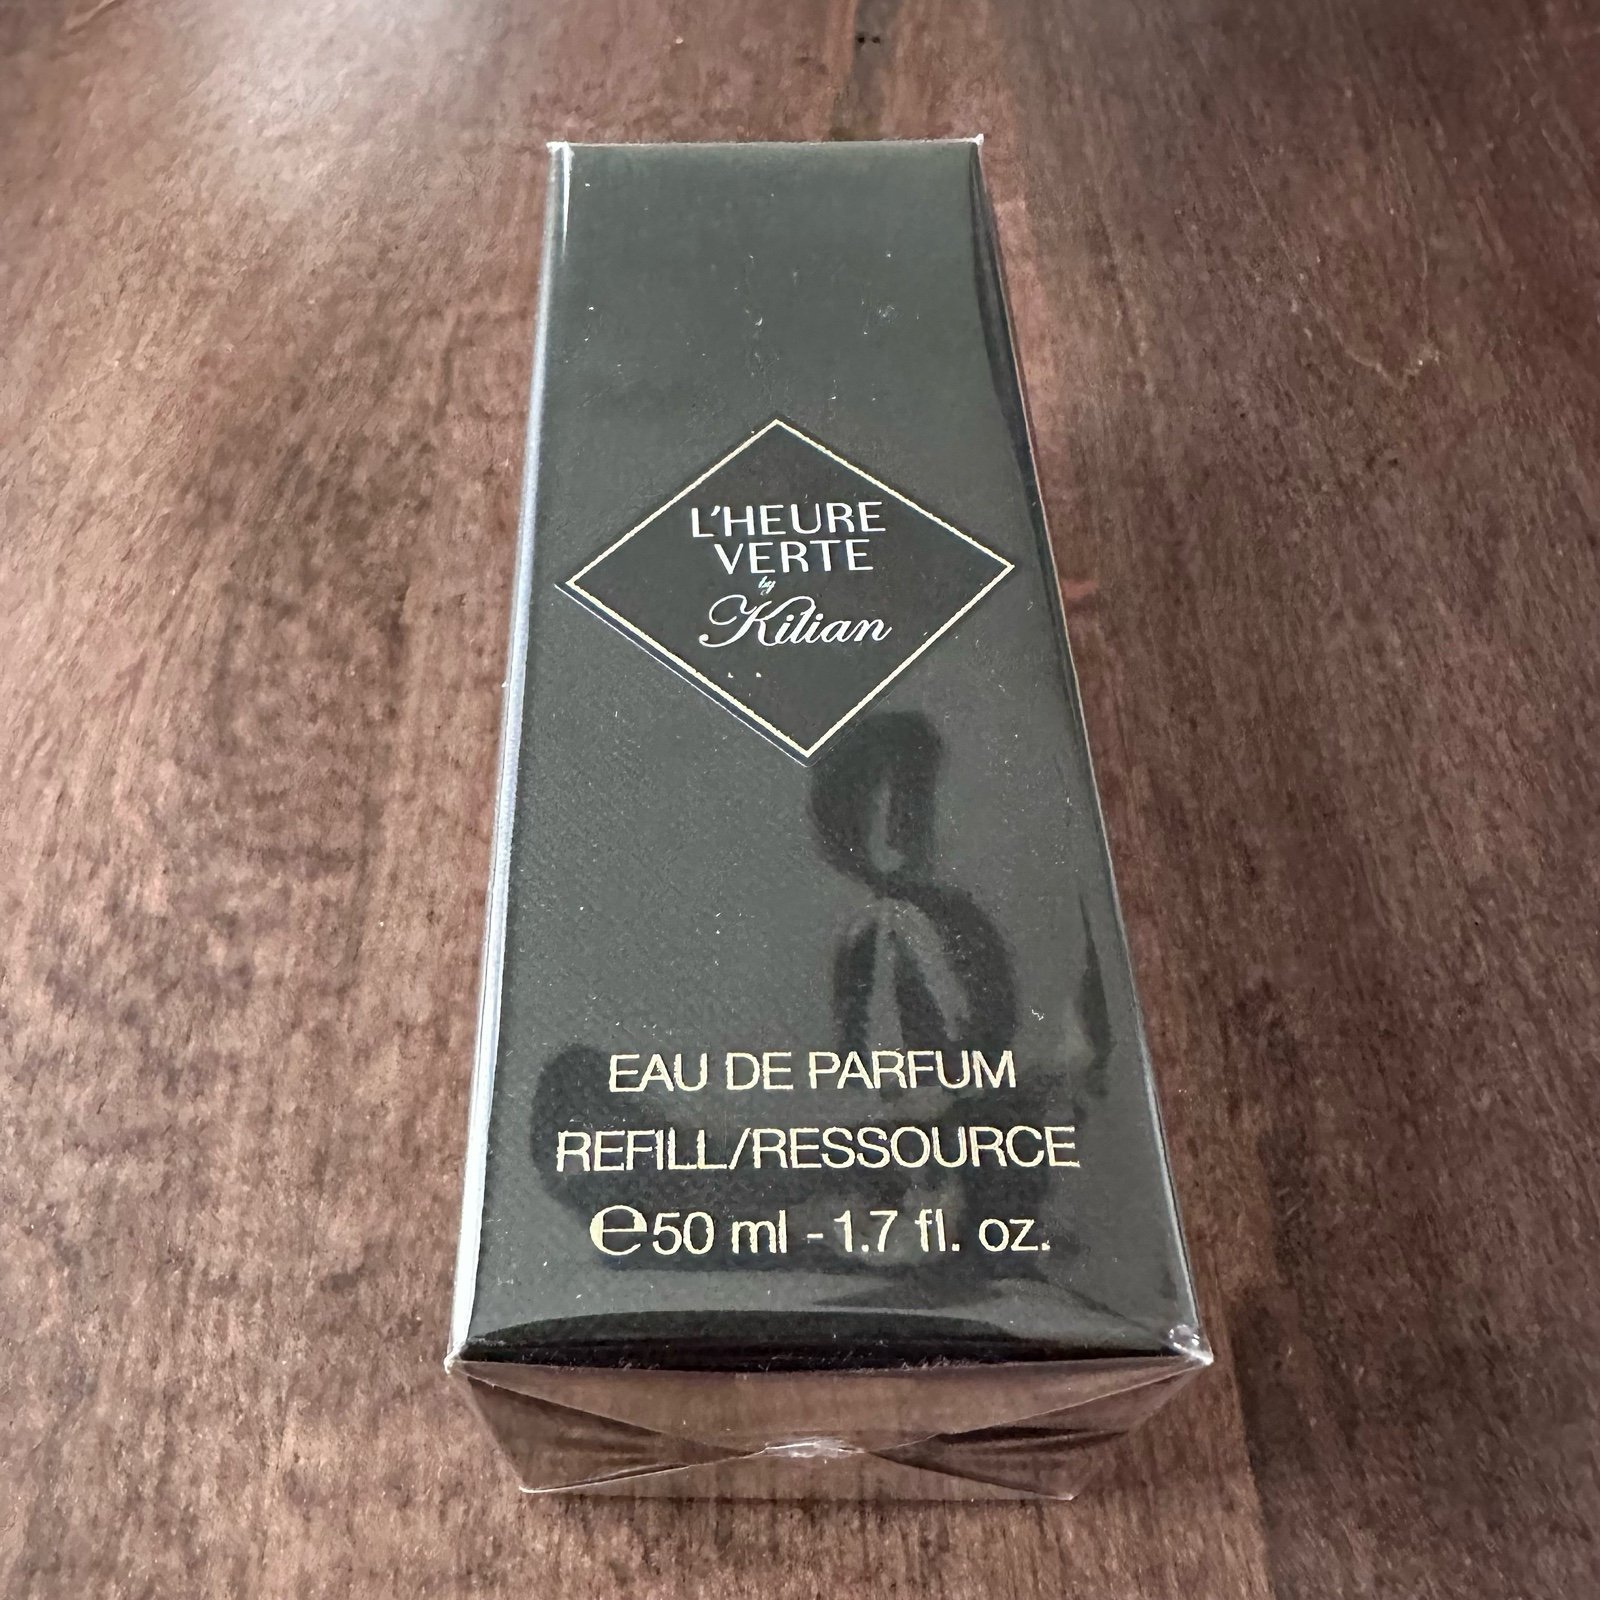 L'HEURE
VERTE
by
Kilian
EAU DE PARFUM
REFILL/RESSOURCE
℮50 ml - 1.7 fl. oz.